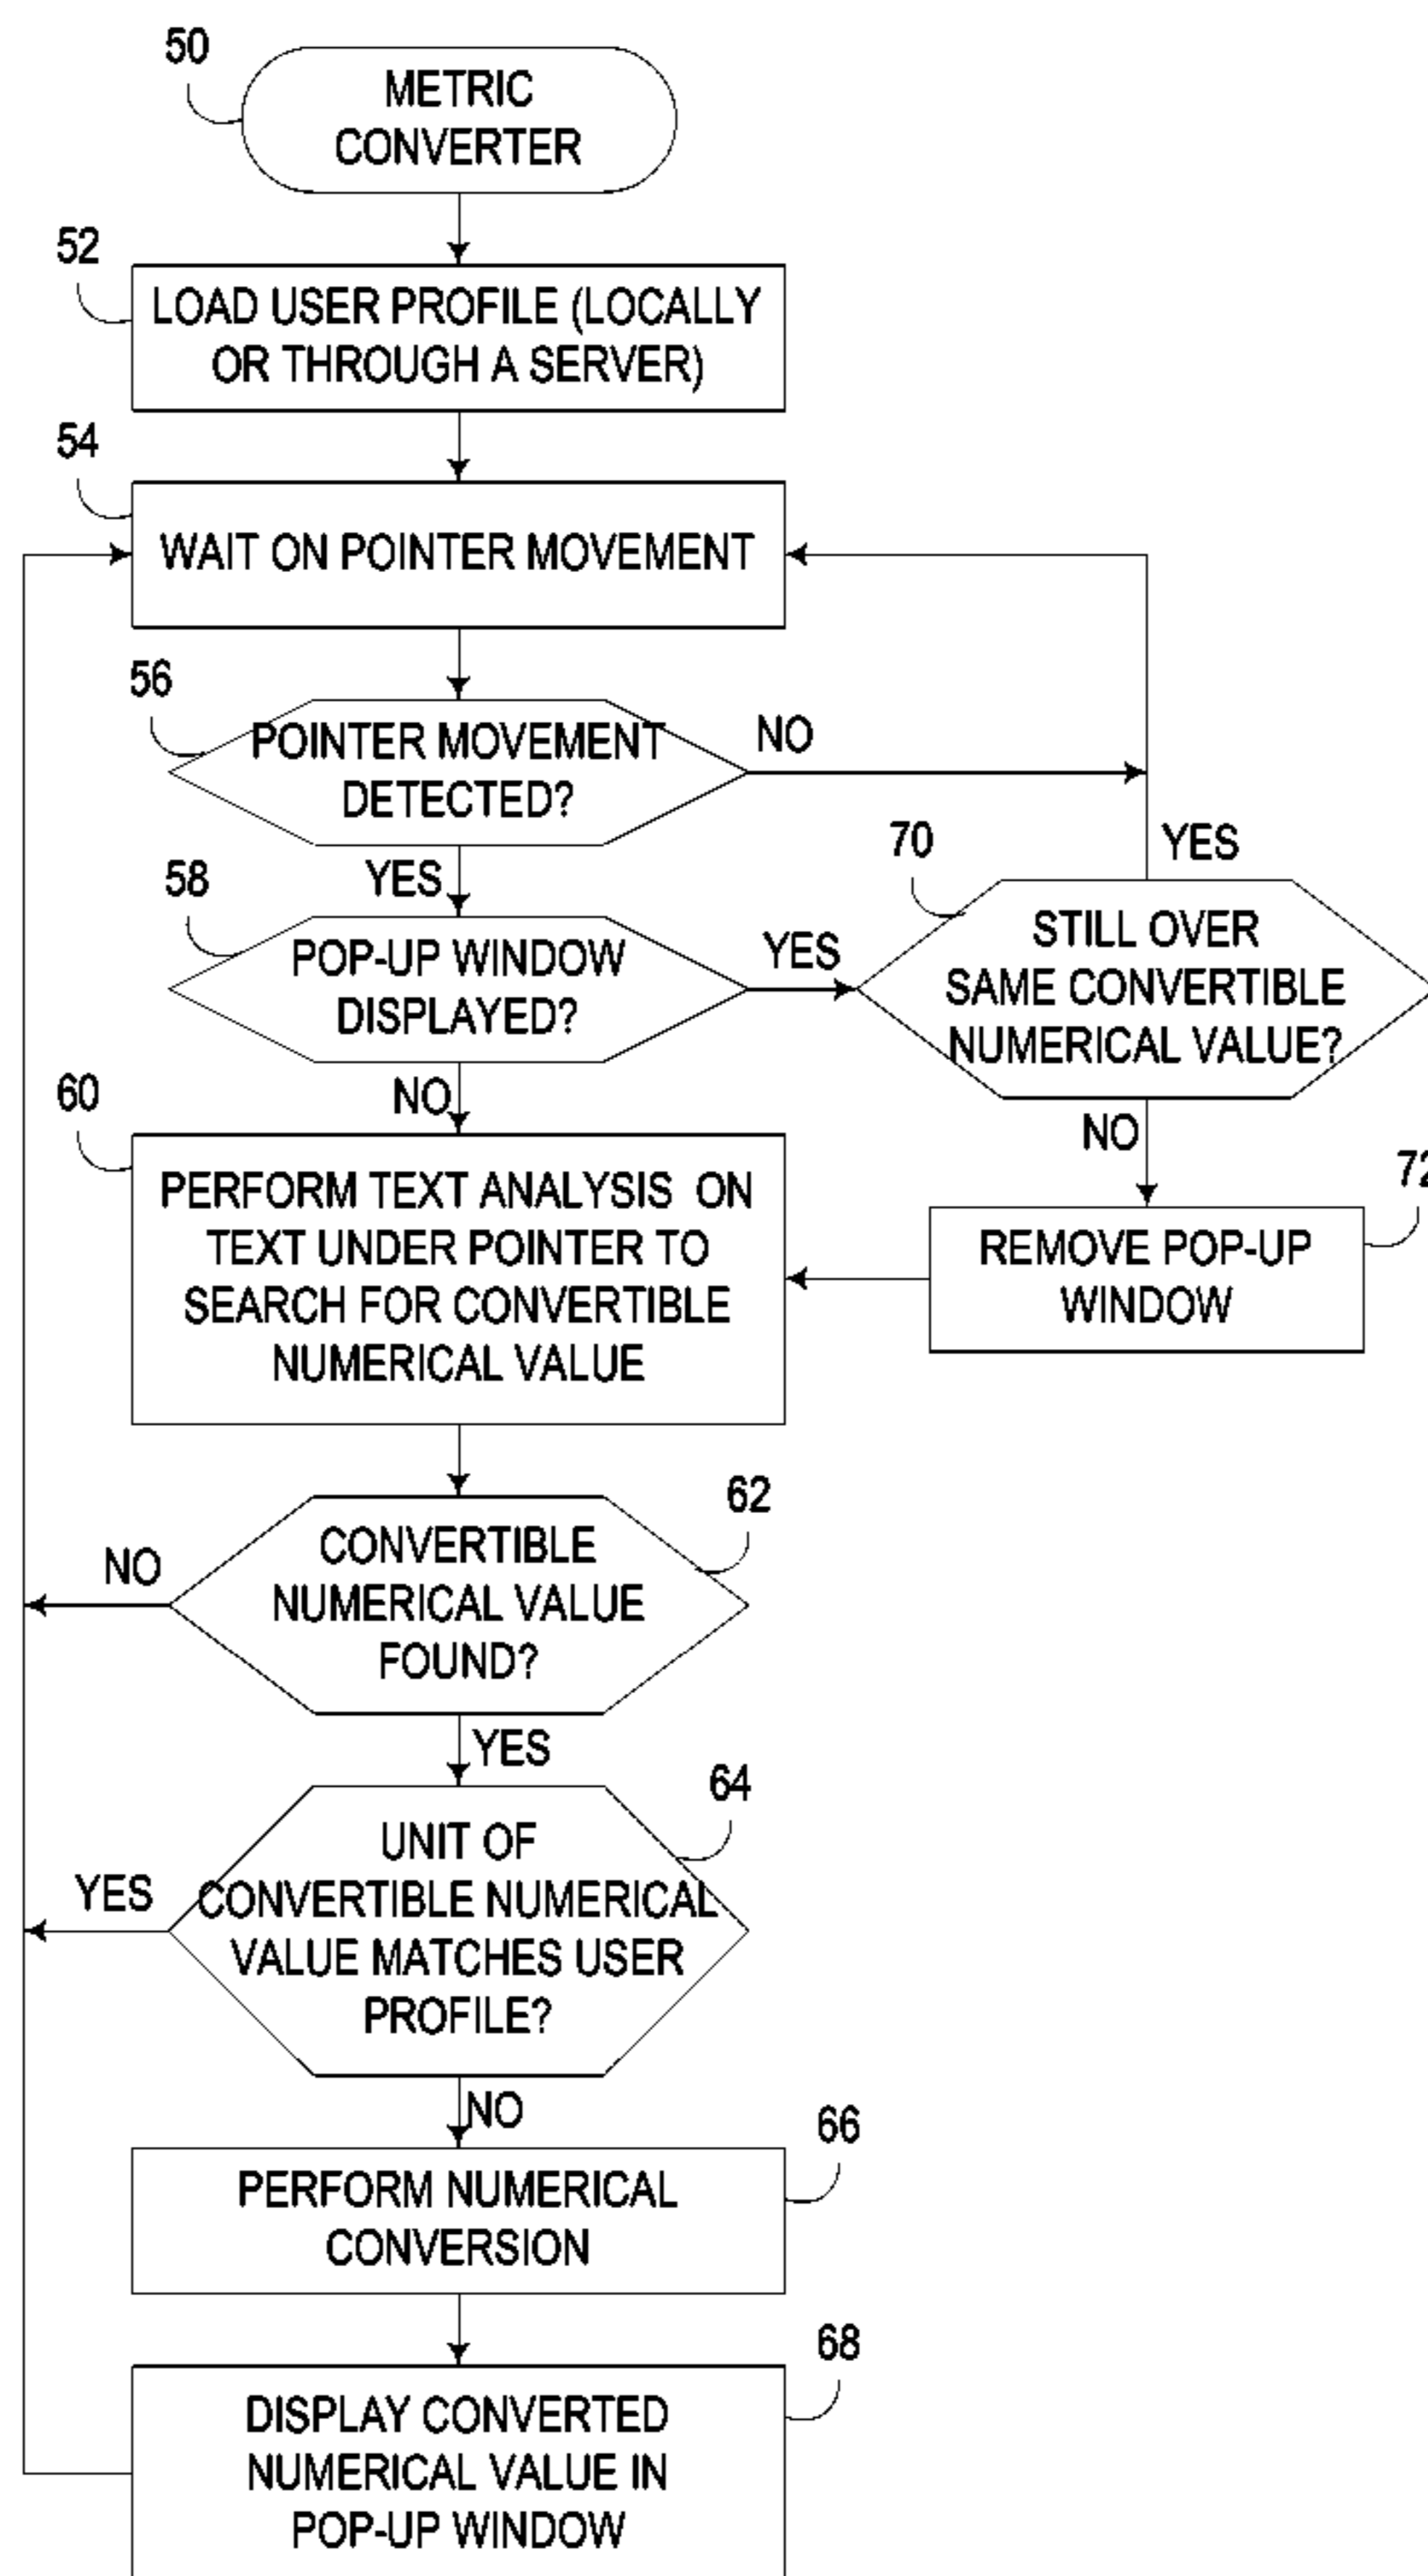 50
METRIC
CONVERTER
52
LOAD USER PROFILE (LOCALLY
OR THROUGH A SERVER)
54
WAIT ON POINTER MOVEMENT
56
POINTER MOVEMENT
DETECTED?
NO
YES
58
POP-UP WINDOW
DISPLAYED?
YES
70
YES
STILL OVER
SAME CONVERTIBLE
NUMERICAL VALUE?
NO
NO
72
REMOVE POP-UP
WINDOW
60
PERFORM TEXT ANALYSIS ON
TEXT UNDER POINTER TO
SEARCH FOR CONVERTIBLE
NUMERICAL VALUE
62
CONVERTIBLE
NUMERICAL VALUE
FOUND?
NO
YES
64
UNIT OF
CONVERTIBLE NUMERICAL
VALUE MATCHES USER
PROFILE?
YES
NO
66
PERFORM NUMERICAL
CONVERSION
68
DISPLAY CONVERTED
NUMERICAL VALUE IN
POP-UP WINDOW